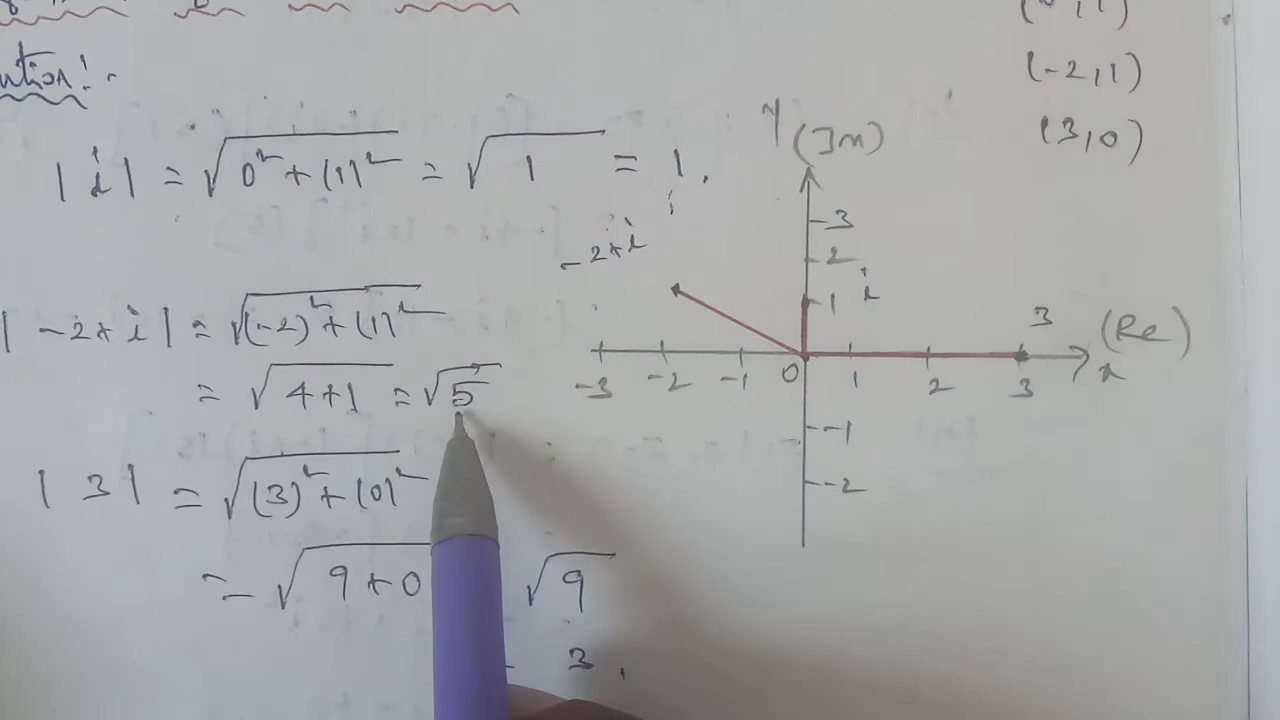 ution:-
|i| = √(0² + (1)²) = √1 = 1.
|-2+i| = √((-2)² + (1)²)
= √(4+1) = √5
|3| = √((3)² + (0)²
= √(9+0 √9
3.
,1)
(-2,1)
(3,0)
Y (Im)
3
2
1 i
-2+i
3 (Re)
-3 -2 -1 0 1 2 3 x
-1
-2